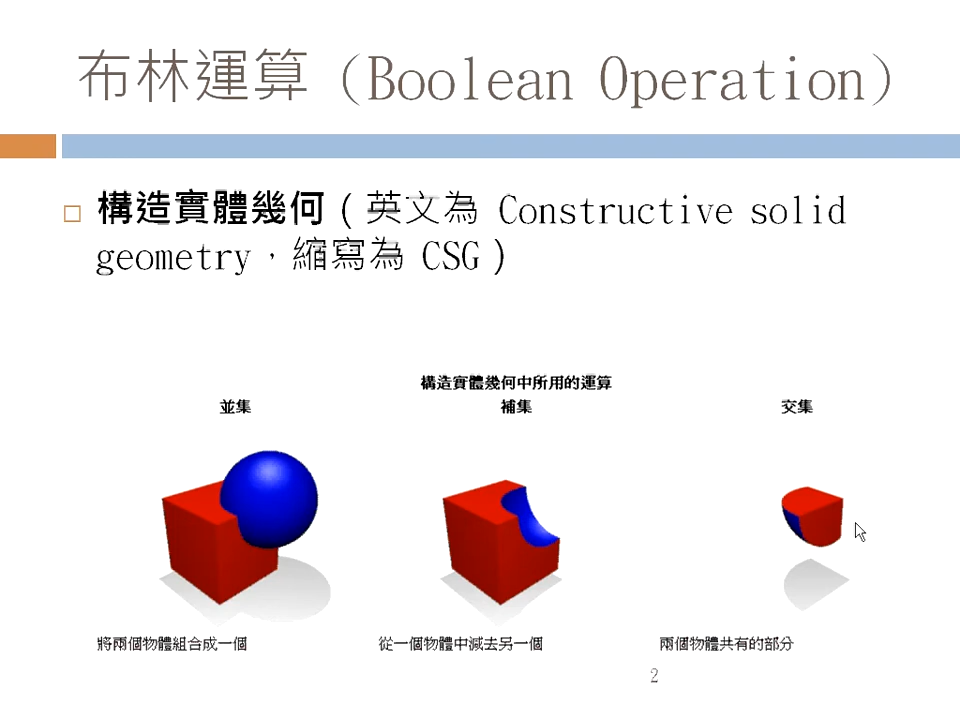 布林運算（Boolean Operation）
構造實體幾何（英文為 Constructive solid
geometry，縮寫為 CSG）
構造實體幾何中所用的運算
並集 補集 交集
將兩個物體組合成一個 從一個物體中減去另一個 兩個物體共有的部分
2